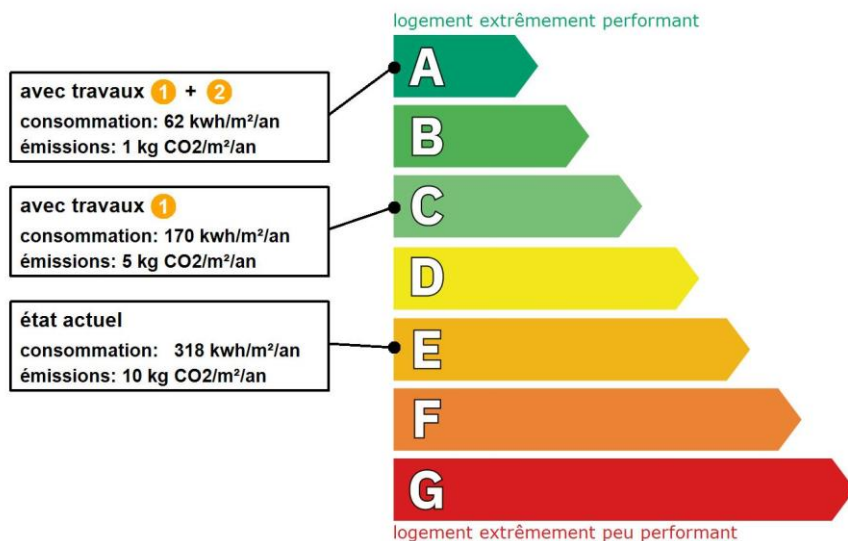 logement extrêmement performant
A
avec travaux 1 + 2
consommation: 62 kwh/m²/an
émissions: 1 kg CO2/m²/an
B
avec travaux 1
consommation: 170 kwh/m²/an
émissions: 5 kg CO2/m²/an
C
D
état actuel
consommation: 318 kwh/m²/an
émissions: 10 kg CO2/m²/an
E
F
G
logement extrêmement peu performant